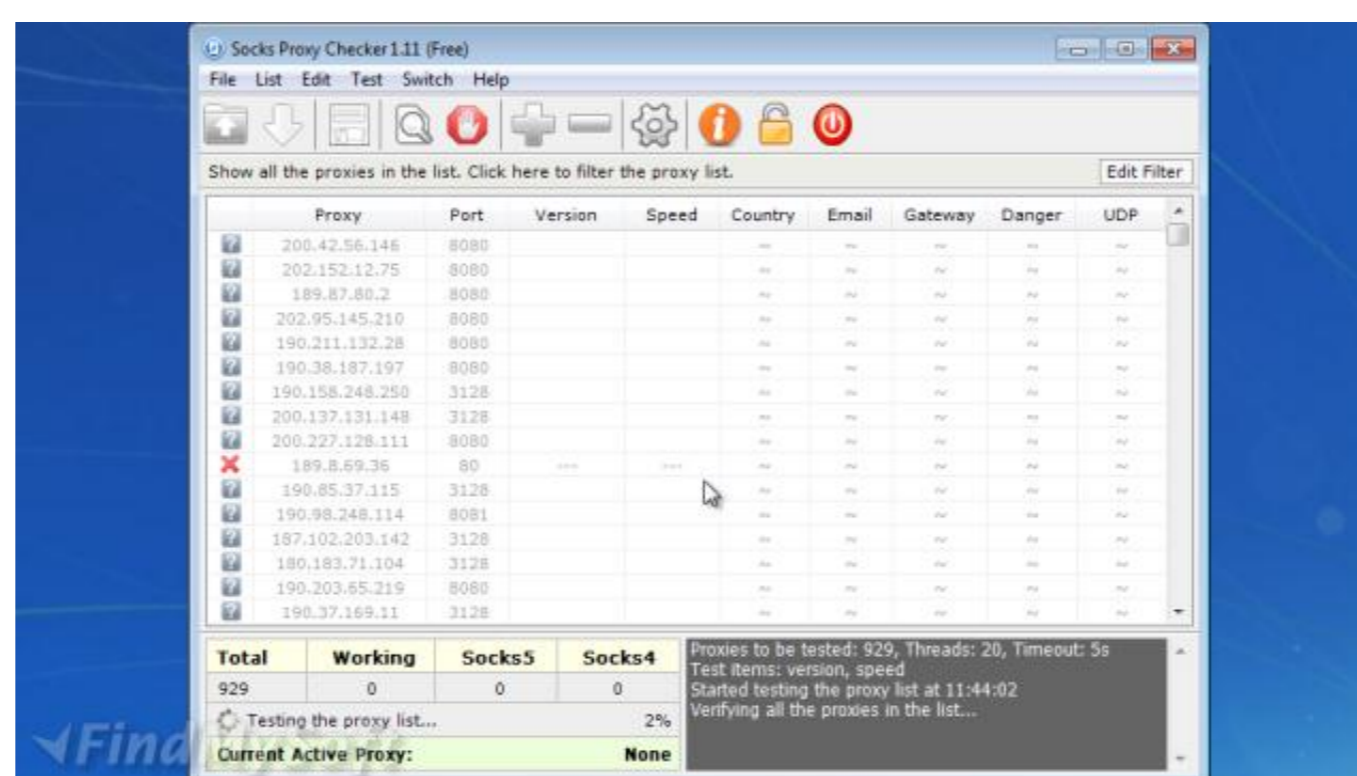 Socks Proxy Checker 1.11 (Free)
File List Edit Test Switch Help
Show all the proxies in the list. Click here to filter the proxy list. Edit Filter
Proxy Port Version Speed Country Email Gateway Danger UDP
200.42.56.146 8080 ~ ~ ~ ~ ~
202.152.12.75 8080 ~ ~ ~ ~ ~
189.87.80.2 8080 ~ ~ ~ ~ ~
202.95.145.210 8080 ~ ~ ~ ~ ~
190.211.132.28 8080 ~ ~ ~ ~ ~
190.38.187.197 8080 ~ ~ ~ ~ ~
190.158.248.250 3128 ~ ~ ~ ~ ~
200.137.131.148 3128 ~ ~ ~ ~ ~
200.227.128.111 8080 ~ ~ ~ ~ ~
189.8.69.36 80 --- --- ~ ~ ~ ~ ~
190.85.37.115 3128 ~ ~ ~ ~ ~
190.98.248.114 8081 ~ ~ ~ ~ ~
187.102.203.142 3128 ~ ~ ~ ~ ~
180.183.71.104 3128 ~ ~ ~ ~ ~
190.203.65.219 8080 ~ ~ ~ ~ ~
190.37.169.11 3128 ~ ~ ~ ~ ~
Total Working Socks5 Socks4
929 0 0 0
Testing the proxy list... 2%
Current Active Proxy: None
Proxies to be tested: 929, Threads: 20, Timeout: 5s
Test items: version, speed
Started testing the proxy list at 11:44:02
Verifying all the proxies in the list...
FindMySoft